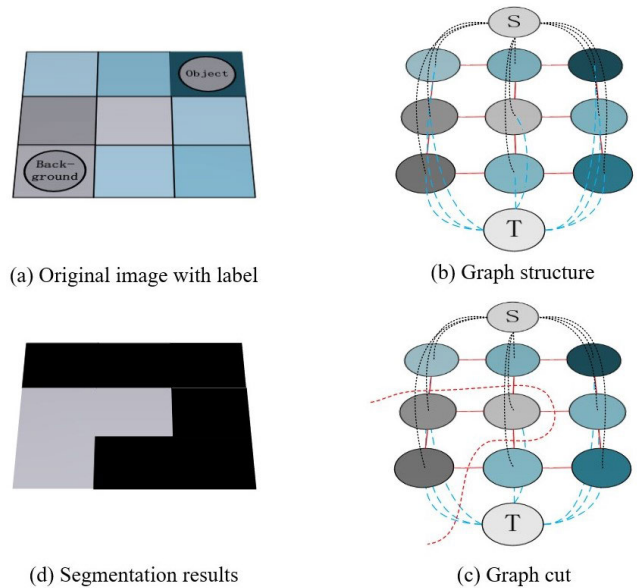 Object
Back-
ground
(a) Original image with label
S
T
(b) Graph structure
(d) Segmentation results
S
T
(c) Graph cut